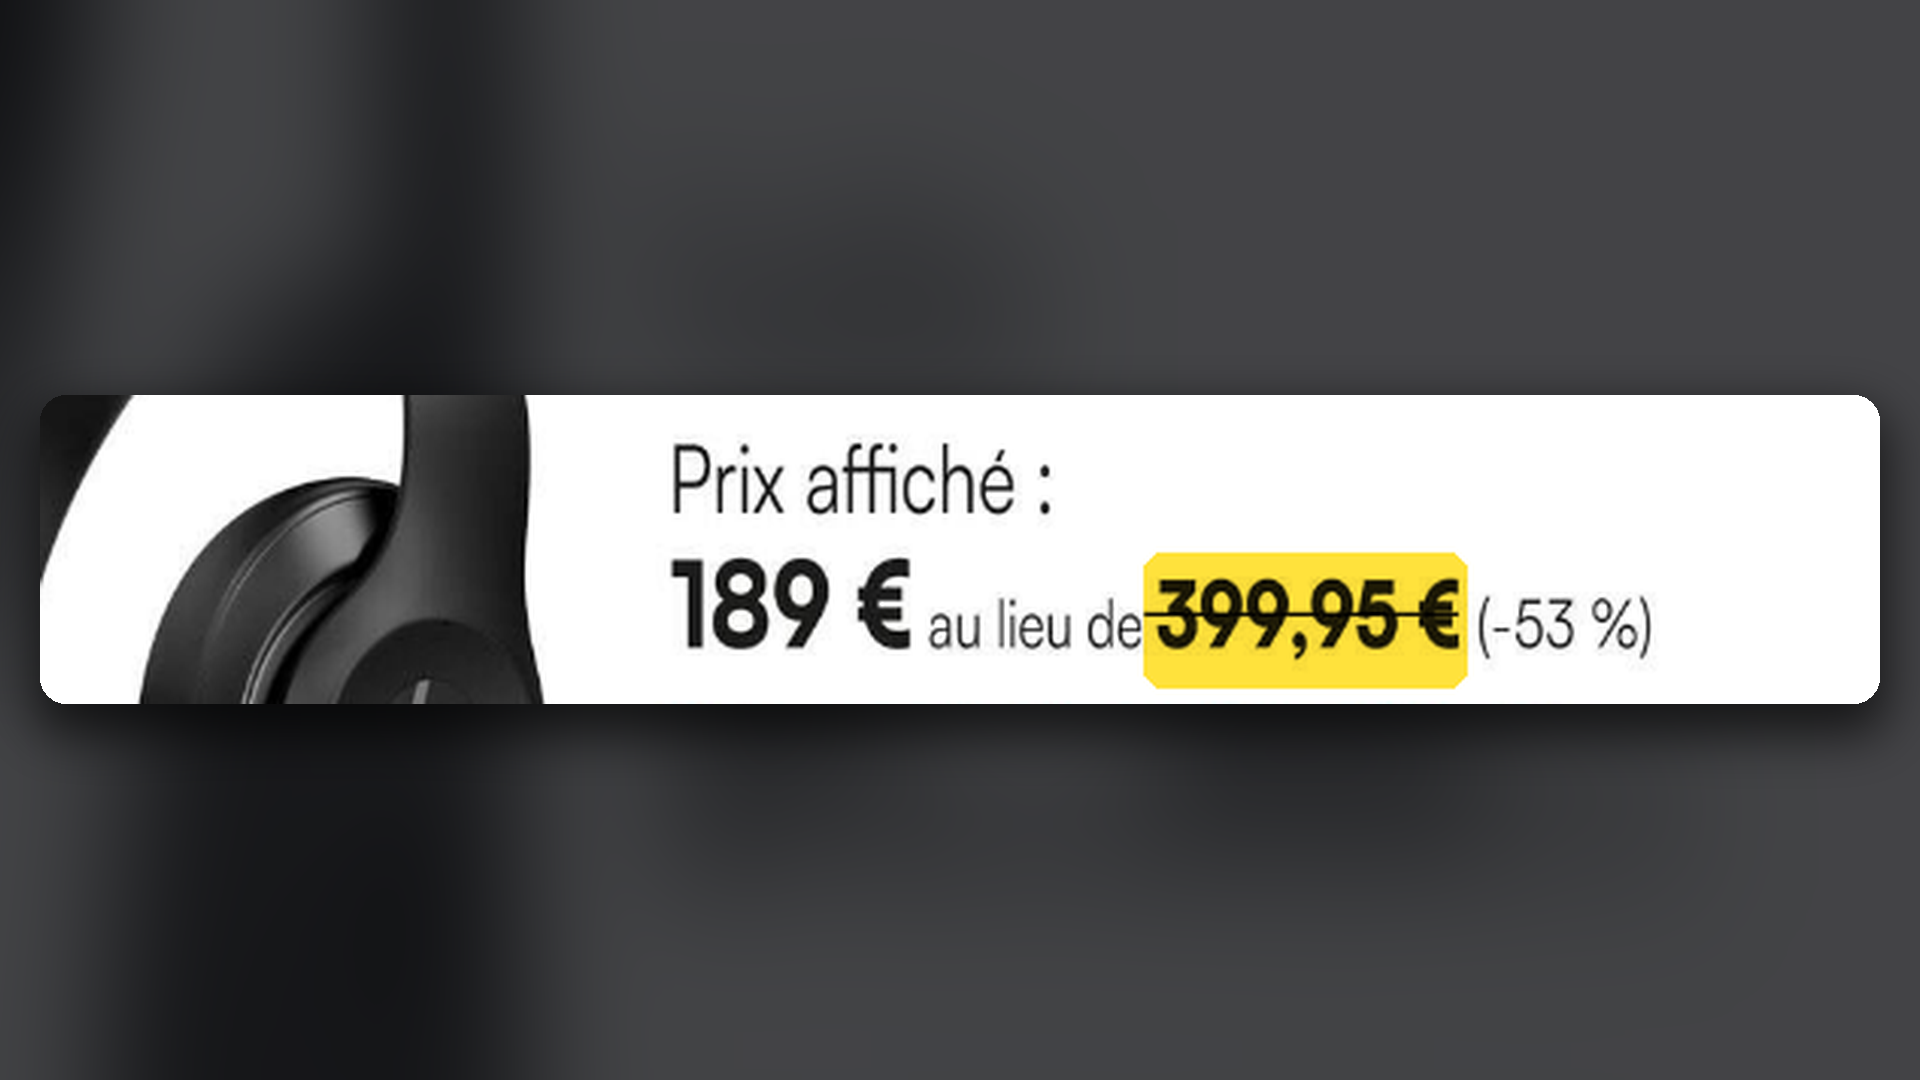 Prix affiché :
189 € au lieu de 399,95 € (-53 %)